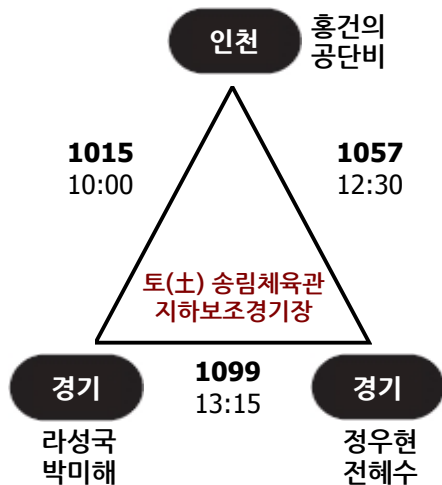 인천
홍건의
공단비
1015
10:00
1057
12:30
토(土) 송림체육관
지하보조경기장
경기
1099
13:15
경기
라성국
박미해
정우현
전혜수